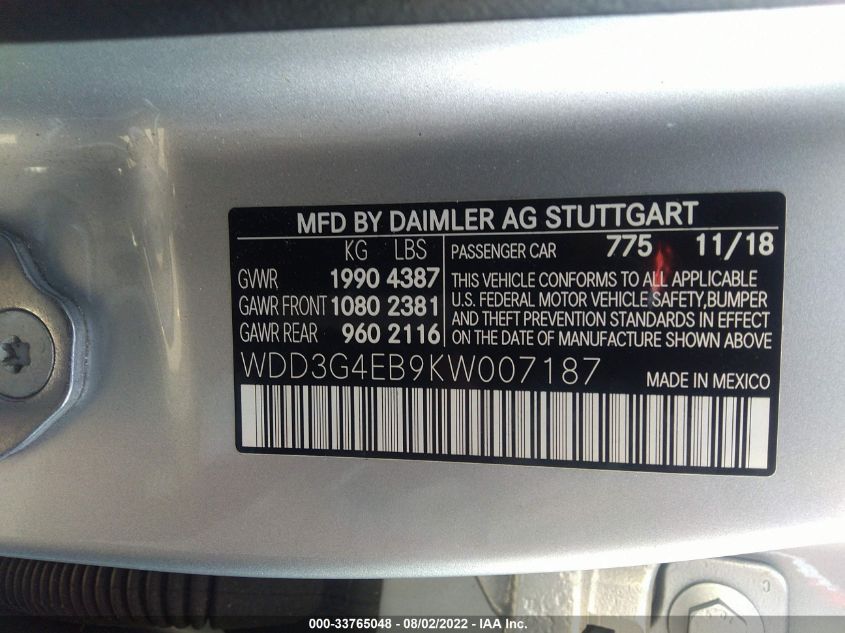 MFD BY DAIMLER AG STUTTGART
KG LBS
GVWR 1990 4387
GAWR FRONT 1080 2381
GAWR REAR 960 2116
PASSENGER CAR 775 11/18
THIS VEHICLE CONFORMS TO ALL APPLICABLE
U.S. FEDERAL MOTOR VEHICLE SAFETY,BUMPER
AND THEFT PREVENTION STANDARDS IN EFFECT
ON THE DATE OF MANUFACTURE SHOWN ABOVE
WDD3G4EB9KW007187
MADE IN MEXICO
000-33765048 - 08/02/2022 - IAA Inc.